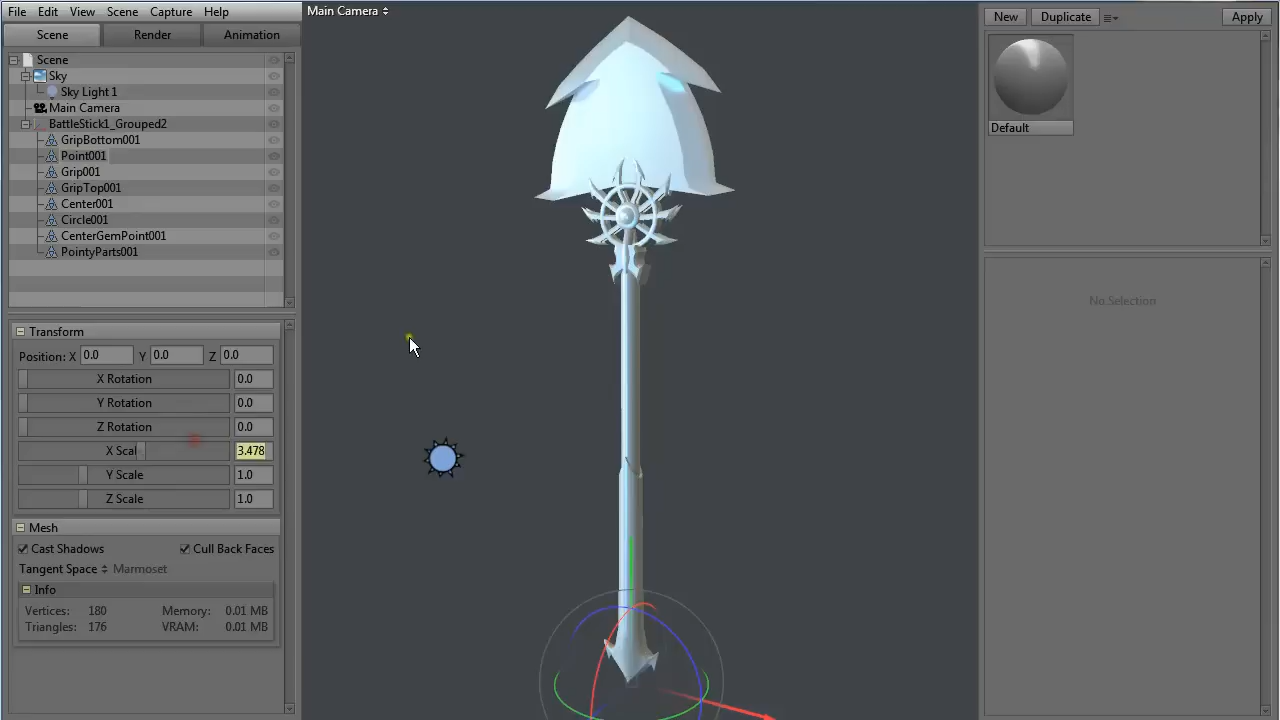 File Edit View Scene Capture Help
Main Camera
New Duplicate Apply
Scene Render Animation
Scene
Sky
Sky Light 1
Main Camera
BattleStick1_Grouped2
GripBottom001
Point001
Grip001
GripTop001
Center001
Circle001
CenterGemPoint001
PointyParts001
Default
No Selection
Transform
Position: X 0.0 Y 0.0 Z 0.0
X Rotation 0.0
Y Rotation 0.0
Z Rotation 0.0
X Scal 3.478
Y Scale 1.0
Z Scale 1.0
Mesh
Cast Shadows Cull Back Faces
Tangent Space Marmoset
Info
Vertices: 180 Memory: 0.01 MB
Triangles: 176 VRAM: 0.01 MB